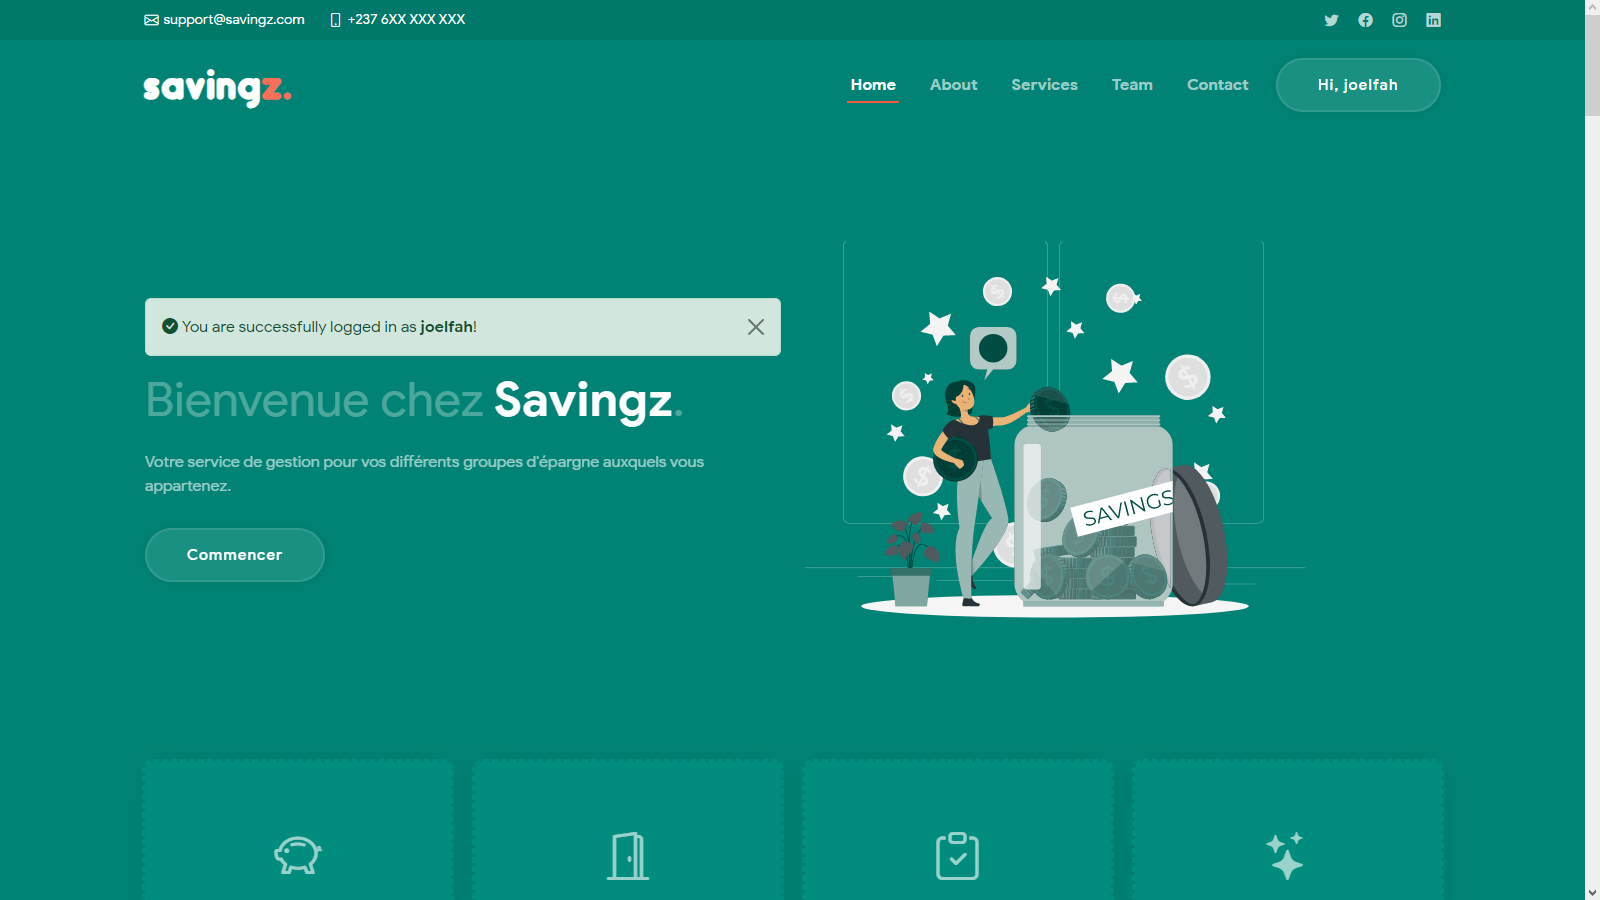 support@savingz.com
+237 6XX XXX XXX
savingz.
Home
About
Services
Team
Contact
Hi, joelfah
You are successfully logged in as joelfah!
Bienvenue chez Savingz.
Votre service de gestion pour vos différents groupes d'épargne auxquels vous
appartenez.
Commencer
SAVINGS